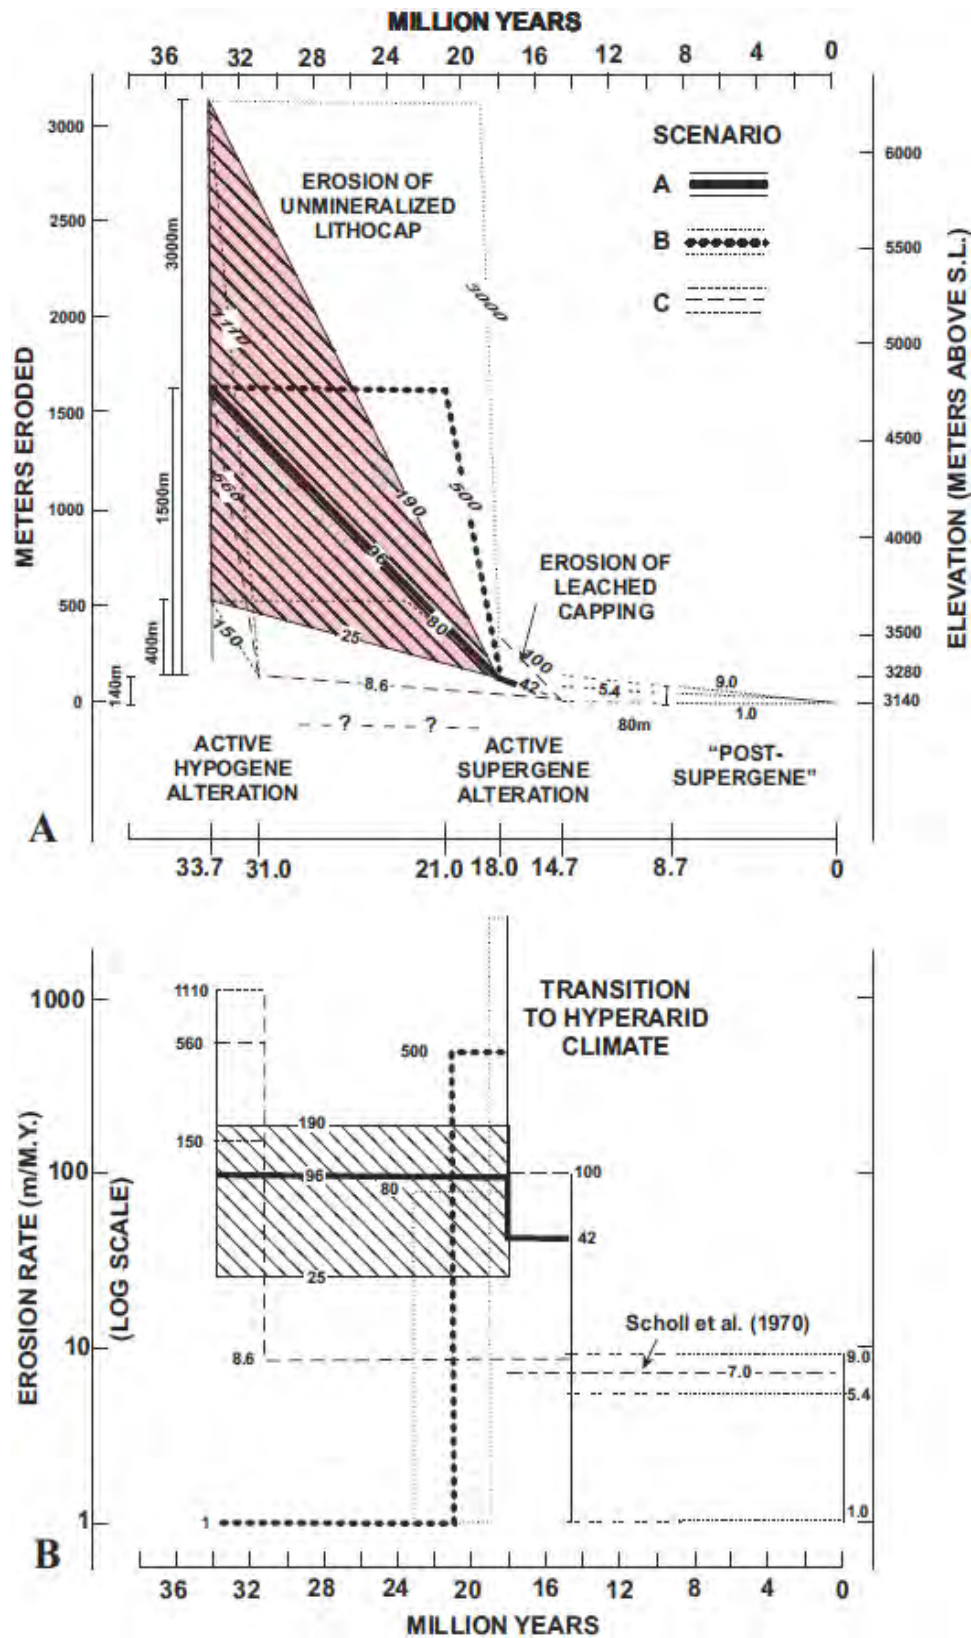 MILLION YEARS
36 32 28 24 20 16 12 8 4 0
3000
2500
2000
1500
1000
500
0
METERS ERODED
6000
5500
5000
4500
4000
3500
3280
3140
ELEVATION (METERS ABOVE S.L.)
SCENARIO
A
B
C
EROSION OF
UNMINERALIZED
LITHOCAP
3000m
1500m
400m
140m
1110
560
150
3000
500
190
96
80
25
8.6
? ?
EROSION OF
LEACHED
CAPPING
100
42
5.4
9.0
1.0
80m
ACTIVE
HYPOGENE
ALTERATION
ACTIVE
SUPERGENE
ALTERATION
"POST-
SUPERGENE"
A
33.7 31.0 21.0 18.0 14.7 8.7 0
1000
100
10
1
EROSION RATE (m/M.Y.)
(LOG SCALE)
1110
560
500
190
150
96
80
25
8.6
1
TRANSITION
TO HYPERARID
CLIMATE
100
42
Scholl et al. (1970)
9.0
7.0
5.4
1.0
B
36 32 28 24 20 16 12 8 4 0
MILLION YEARS